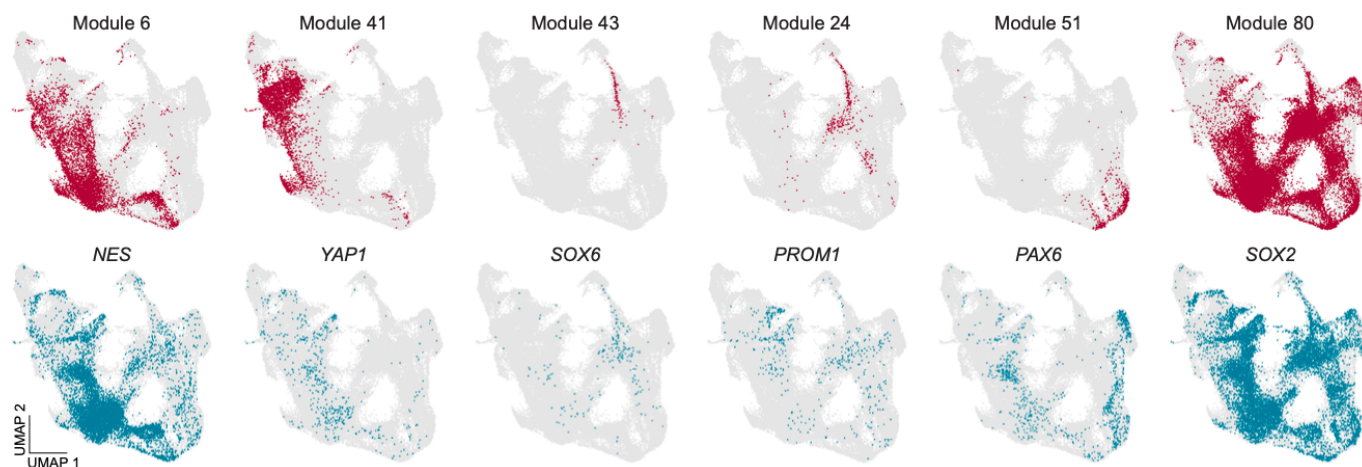 Module 6 Module 41 Module 43 Module 24 Module 51 Module 80
NES YAP1 SOX6 PROM1 PAX6 SOX2
UMAP 2
UMAP 1